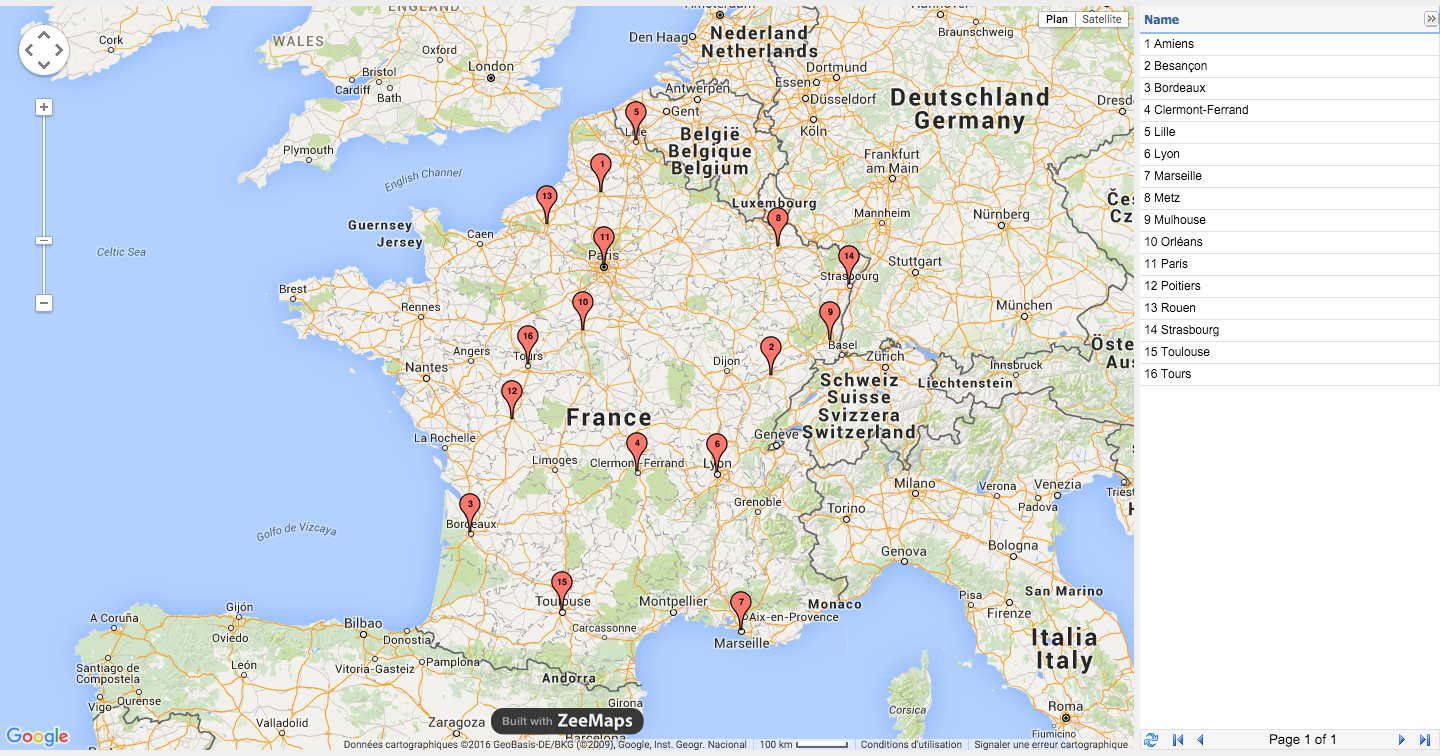 Amsterdam
Hannover
ENGLAND
Plan
Satellite
Name
Cork
WALES
Den Haag
Nederland
Netherlands
Braunschweig
Oxford
London
Bristol
Cardiff
Bath
Dortmund
Essen
Düsseldorf
Antwerpen
Gent
Deutschland
Germany
Köln
5
Lille
België
Belgique
Belgium
Plymouth
Frankfurt
am Main
English Channel
1
13
Luxembourg
8
Mannheim
Nürnberg
Guernsey
Jersey
Caen
11
Paris
Celtic Sea
14
Strasbourg
Stuttgart
Brest
10
Rennes
9
München
16
Tours
Angers
Nantes
2
Dijon
Basel
Zürich
Innsbruck
Liechtenstein
Schweiz
Suisse
Svizzera
Switzerland
12
France
La Rochelle
4
Clermont-Ferrand
6
Lyon
Genève
Limoges
Grenoble
Milano
Verona
Venezia
Padova
Torino
3
Bordeaux
Golfo de Vizcaya
Genova
Bologna
15
Toulouse
Montpellier
7
Aix-en-Provence
Marseille
Monaco
Pisa
Firenze
San Marino
Carcassonne
A Coruña
Gijón
Oviedo
Bilbao
Donostia
Italia
Italy
Santiago de
Compostela
León
Vitoria-Gasteiz
Pamplona
Andorra
Girona
Corsica
Vigo
Ourense
Valladolid
Zaragoza
Roma
Fiumicino
Built with ZeeMaps
Google
Données cartographiques ©2016 GeoBasis-DE/BKG (©2009), Google, Inst. Geogr. Nacional
100 km
Conditions d'utilisation
Signaler une erreur cartographique
1 Amiens
2 Besançon
3 Bordeaux
4 Clermont-Ferrand
5 Lille
6 Lyon
7 Marseille
8 Metz
9 Mulhouse
10 Orléans
11 Paris
12 Poitiers
13 Rouen
14 Strasbourg
15 Toulouse
16 Tours
Page 1 of 1